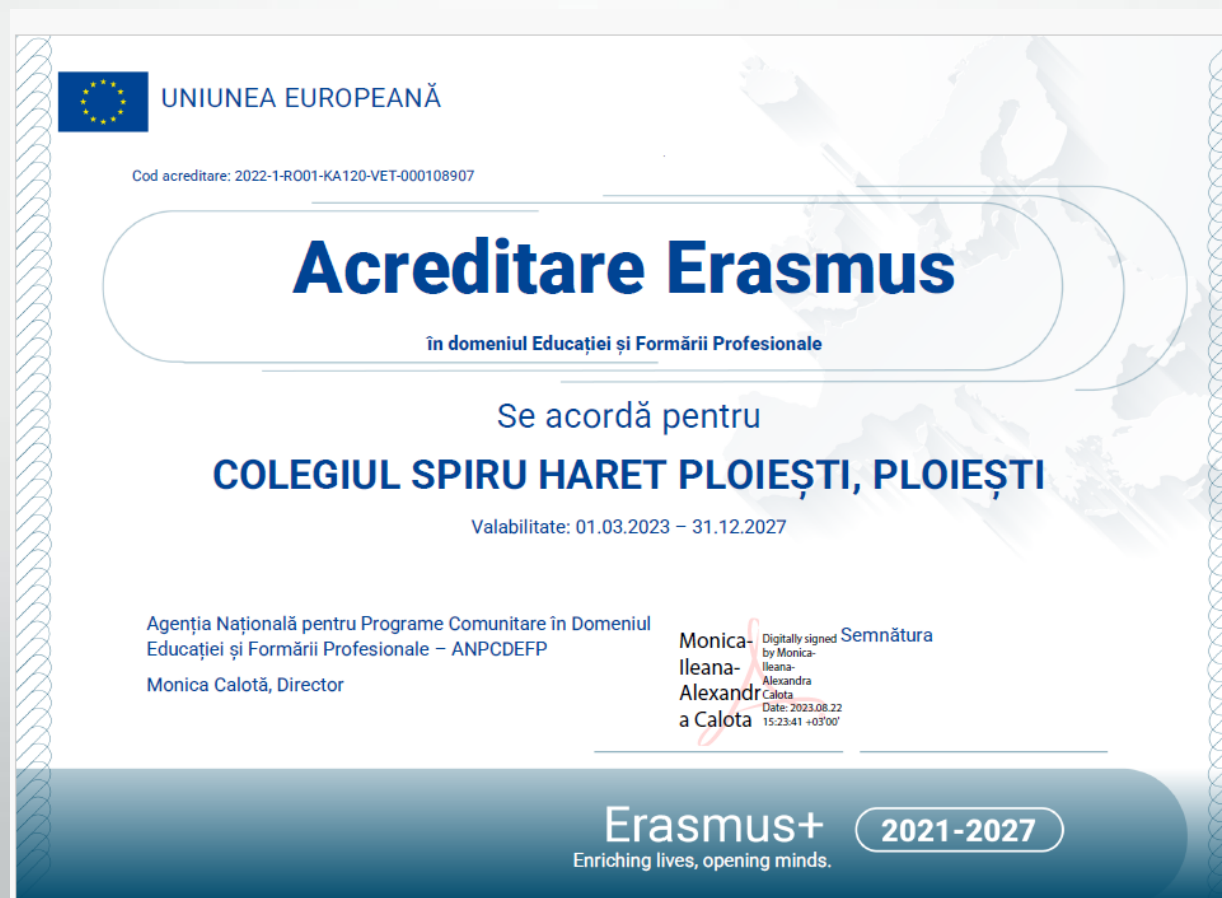 UNIUNEA EUROPEANĂ
Cod acreditare: 2022-1-RO01-KA120-VET-000108907
Acreditare Erasmus
în domeniul Educației și Formării Profesionale
Se acordă pentru
COLEGIUL SPIRU HARET PLOIEȘTI, PLOIEȘTI
Valabilitate: 01.03.2023 – 31.12.2027
Agenția Națională pentru Programe Comunitare în Domeniul
Educației și Formării Profesionale – ANPCDEFP
Monica Calotă, Director
Monica-
Ileana-
Alexandr
a Calota
Digitally signed
by Monica-
Ileana-
Alexandra
Calota
Date: 2023.08.22
15:23:41 +03'00'
Semnătura
Erasmus+
Enriching lives, opening minds.
2021-2027